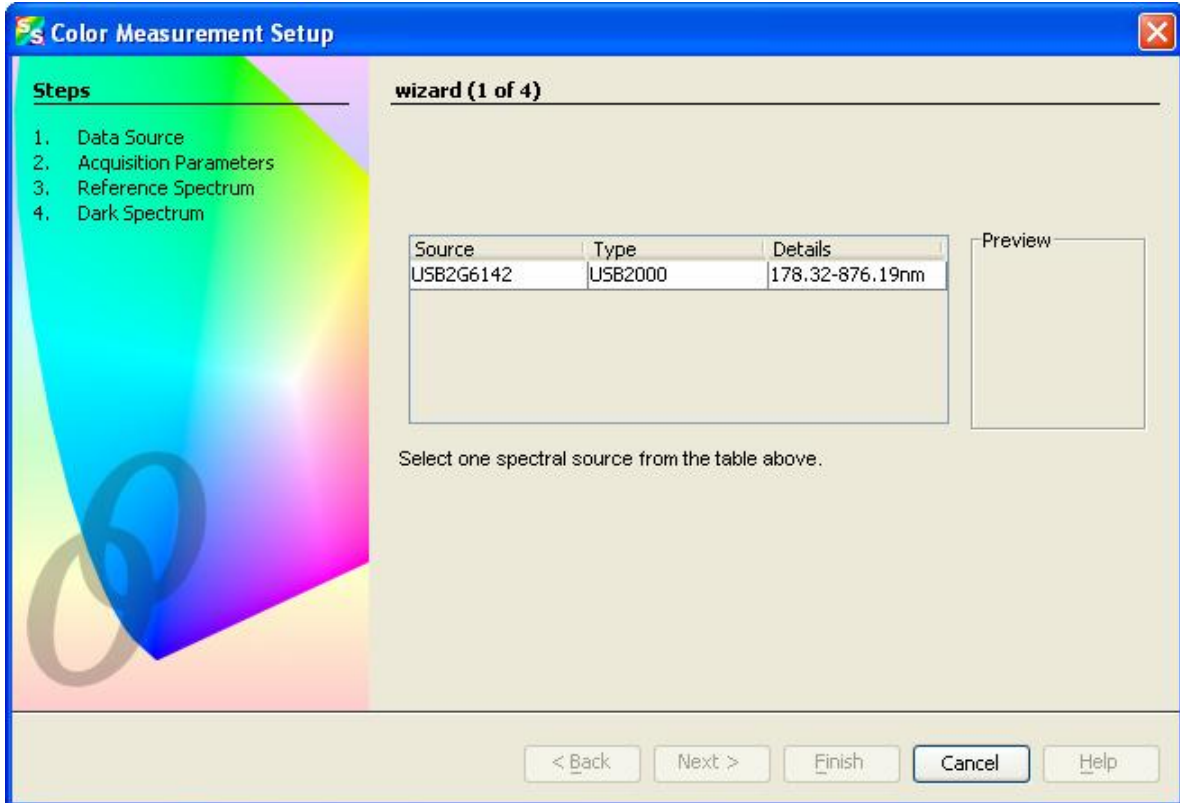 Color Measurement Setup
Steps
1. Data Source
2. Acquisition Parameters
3. Reference Spectrum
4. Dark Spectrum
wizard (1 of 4)
Source Type Details
USB2G6142 USB2000 178.32-876.19nm
Preview
Select one spectral source from the table above.
< Back Next > Finish Cancel Help